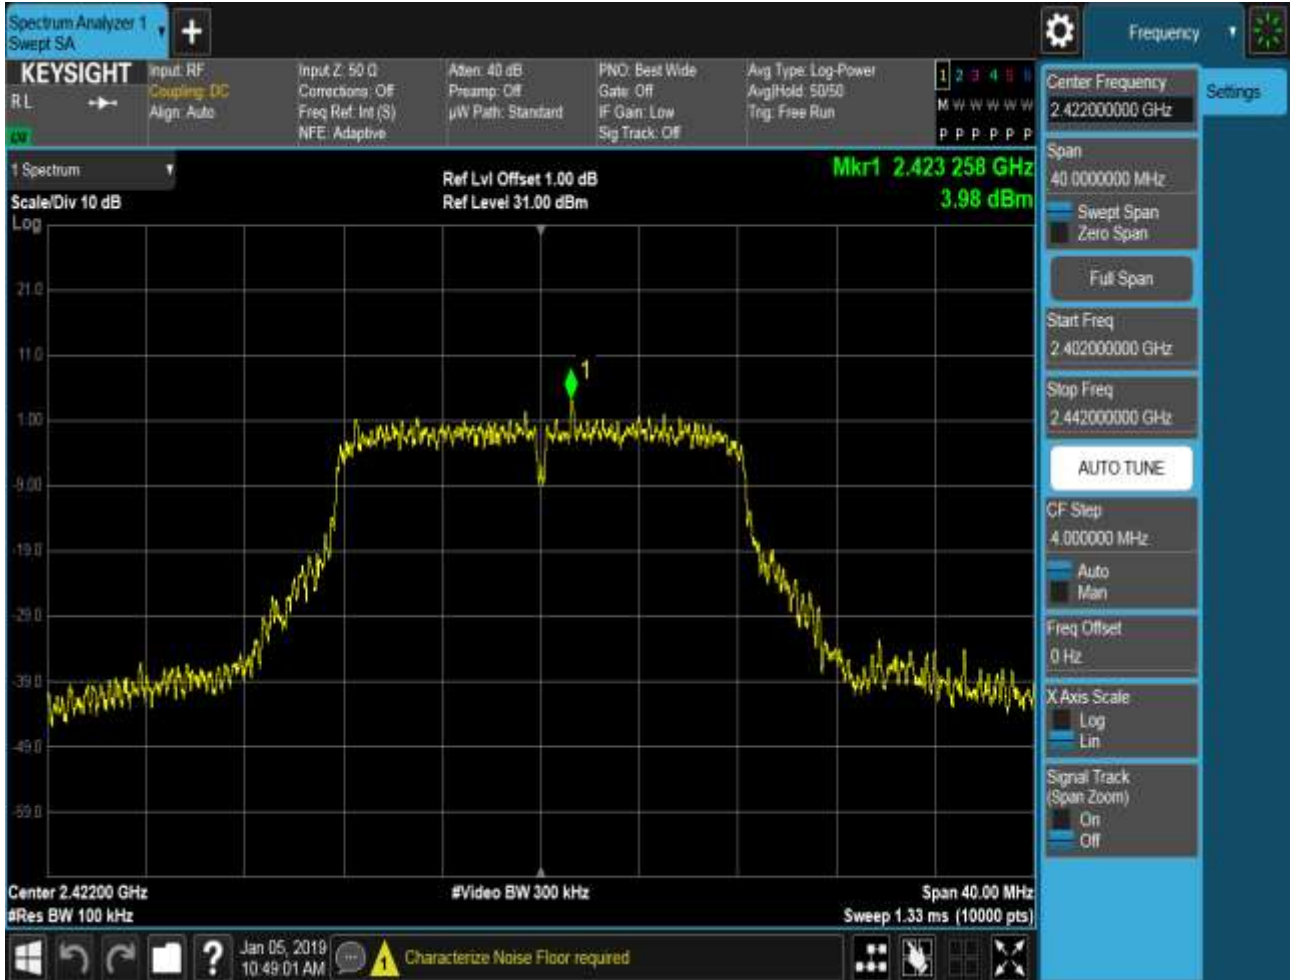 Spectrum Analyzer 1
Swept SA
Frequency
KEYSIGHT
RL
Input: RF
Coupling: DC
Align: Auto
Input Z: 50 Ω
Corrections: Off
Freq Ref: Int (S)
NFE: Adaptive
Atten: 40 dB
Preamp: Off
µW Path: Standard
PNO: Best Wide
Gate: Off
IF Gain: Low
Sig Track: Off
Avg Type: Log-Power
Avg|Hold: 50/50
Trig: Free Run
1 2 3 4 5 6
M W W W W W
P P P P P P
1 Spectrum
Scale/Div 10 dB
Log
Ref Lvl Offset 1.00 dB
Ref Level 31.00 dBm
Mkr1 2.423 258 GHz
3.98 dBm
21.0
11.0
1.00
-9.00
-19.0
-29.0
-39.0
-49.0
-59.0
1
Center 2.42200 GHz
#Res BW 100 kHz
#Video BW 300 kHz
Span 40.00 MHz
Sweep 1.33 ms (10000 pts)
Center Frequency
2.422000000 GHz
Settings
Span
40.0000000 MHz
Swept Span
Zero Span
Full Span
Start Freq
2.402000000 GHz
Stop Freq
2.442000000 GHz
AUTO TUNE
CF Step
4.000000 MHz
Auto
Man
Freq Offset
0 Hz
X Axis Scale
Log
Lin
Signal Track
(Span Zoom)
On
Off
?
Jan 05, 2019
10:49:01 AM
1
Characterize Noise Floor required